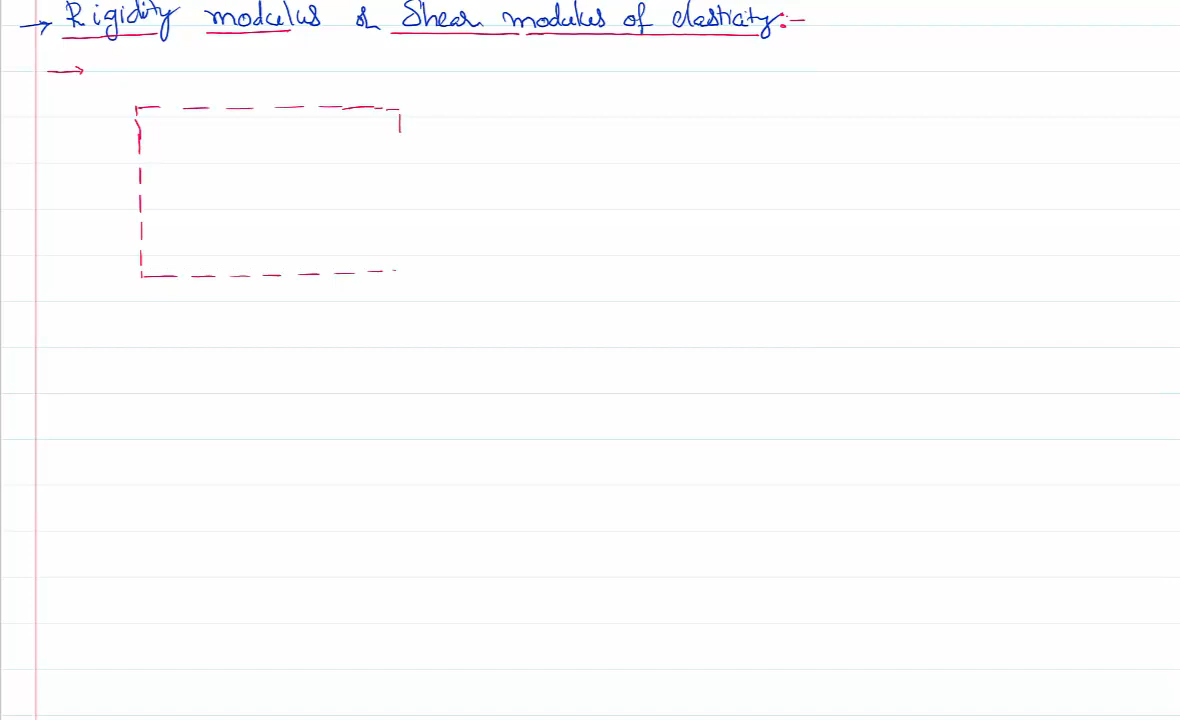 → Rigidity modulus or Shear modulus of elasticity:-
→